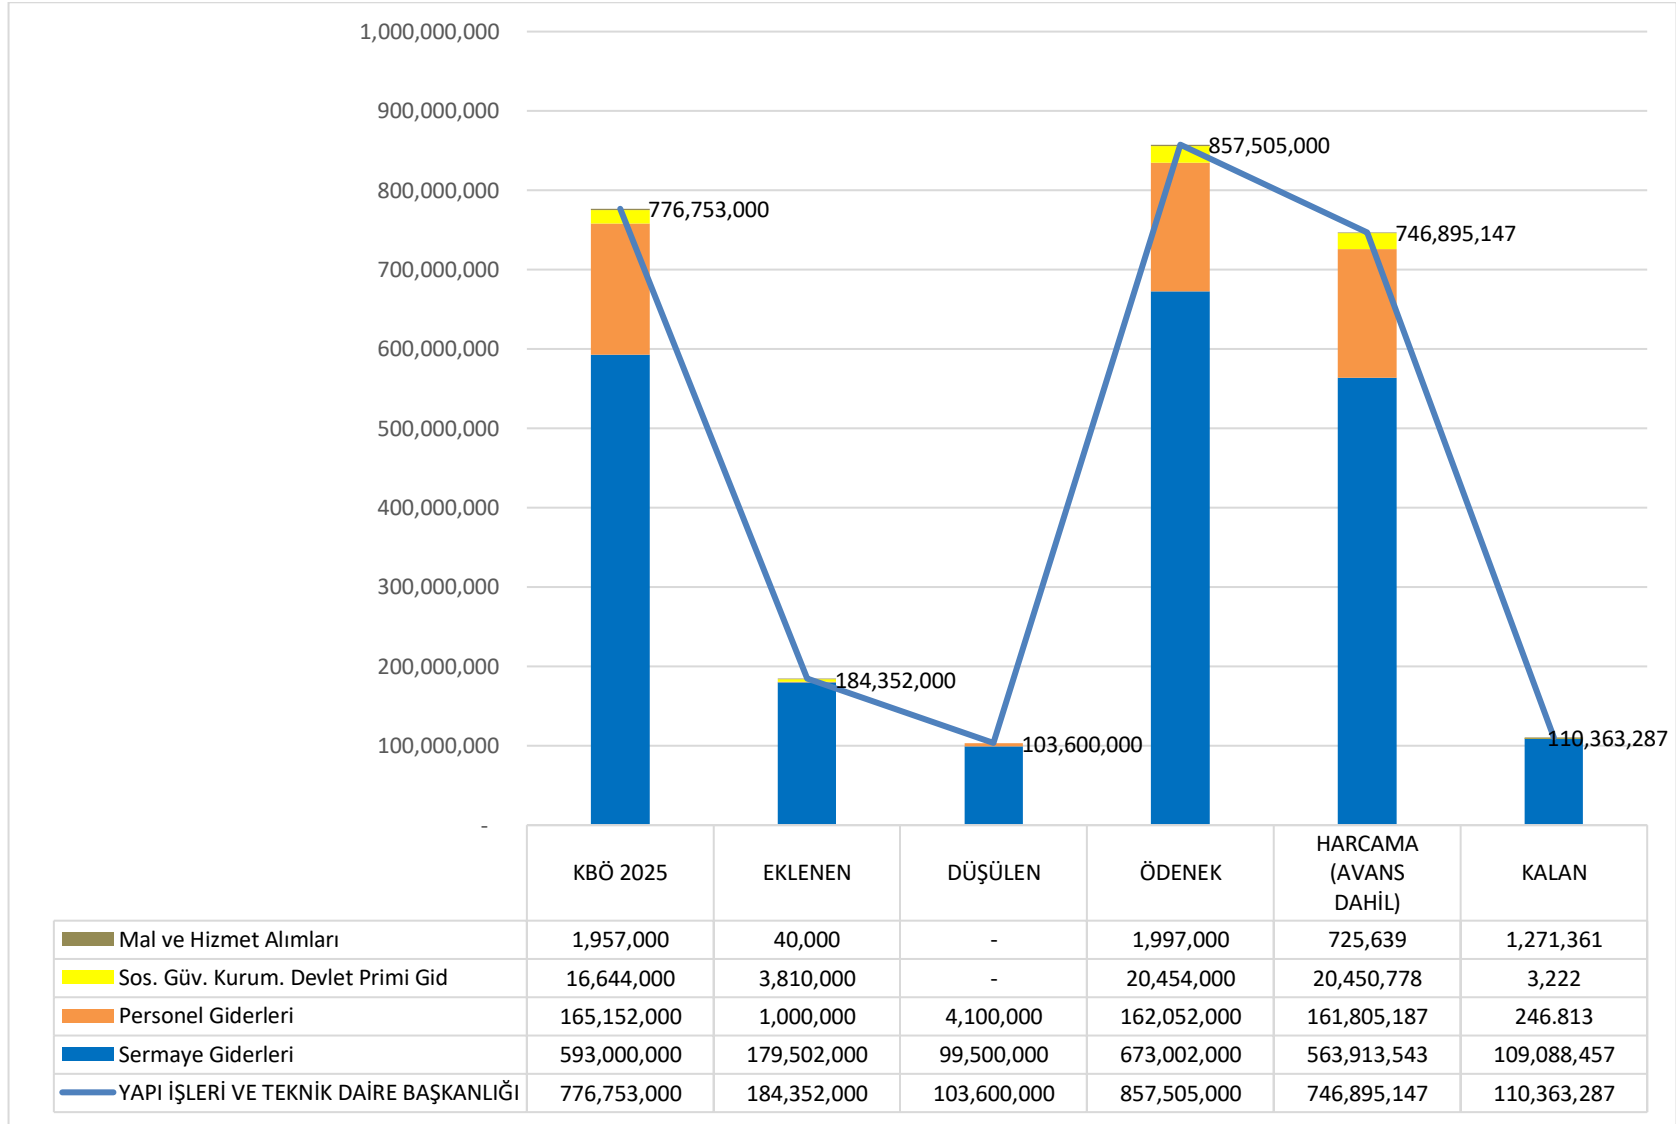 1,000,000,000
900,000,000
800,000,000
700,000,000
600,000,000
500,000,000
400,000,000
300,000,000
200,000,000
100,000,000
-
776,753,000
184,352,000
103,600,000
857,505,000
746,895,147
110,363,287
KBÖ 2025 EKLENEN DÜŞÜLEN ÖDENEK HARCAMA (AVANS DAHİL) KALAN
Mal ve Hizmet Alımları 1,957,000 40,000 - 1,997,000 725,639 1,271,361
Sos. Güv. Kurum. Devlet Primi Gid 16,644,000 3,810,000 - 20,454,000 20,450,778 3,222
Personel Giderleri 165,152,000 1,000,000 4,100,000 162,052,000 161,805,187 246.813
Sermaye Giderleri 593,000,000 179,502,000 99,500,000 673,002,000 563,913,543 109,088,457
YAPI İŞLERİ VE TEKNİK DAİRE BAŞKANLIĞI 776,753,000 184,352,000 103,600,000 857,505,000 746,895,147 110,363,287